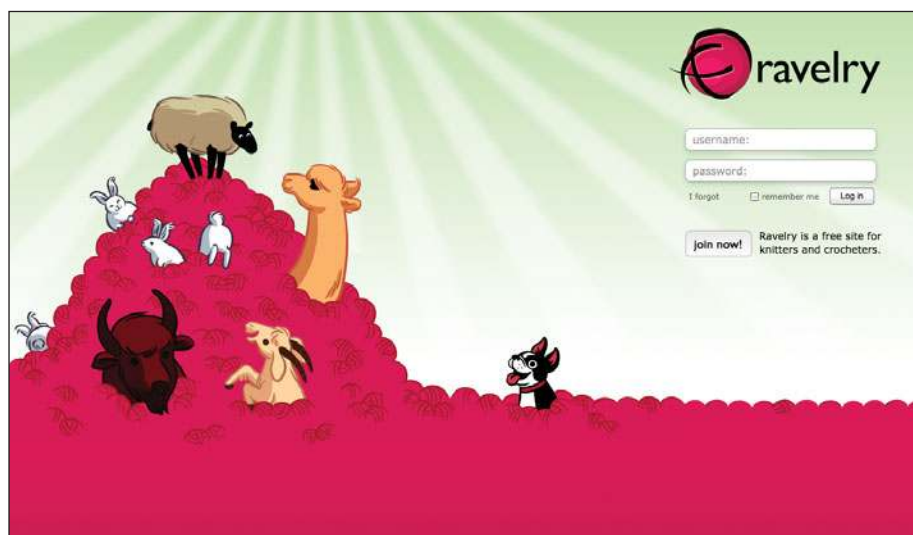 ravelry
username:
password:
I forgot
remember me
Log in
join now!
Ravelry is a free site for
knitters and crocheters.